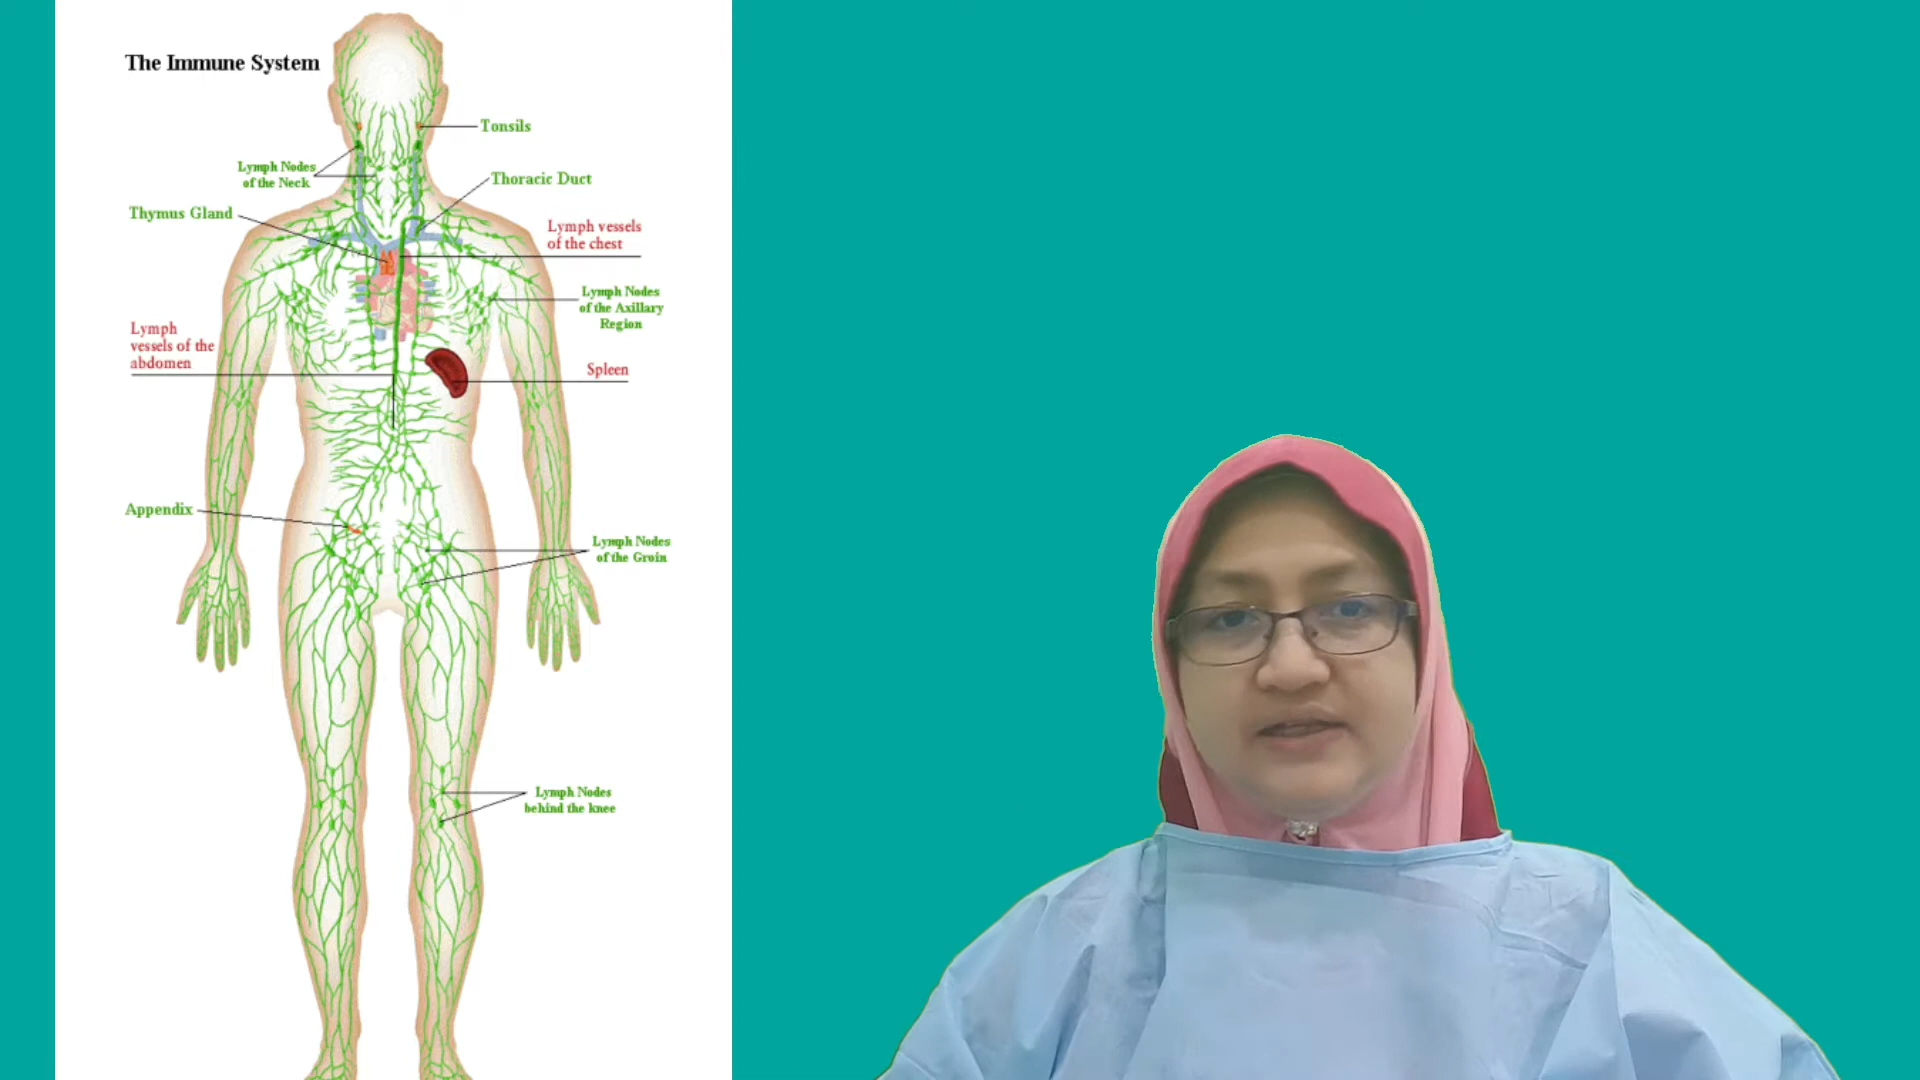 The Immune System
Tonsils
Lymph Nodes
of the Neck
Thoracic Duct
Thymus Gland
Lymph vessels
of the chest
Lymph Nodes
of the Axillary
Region
Lymph
vessels of the
abdomen
Spleen
Appendix
Lymph Nodes
of the Groin
Lymph Nodes
behind the knee